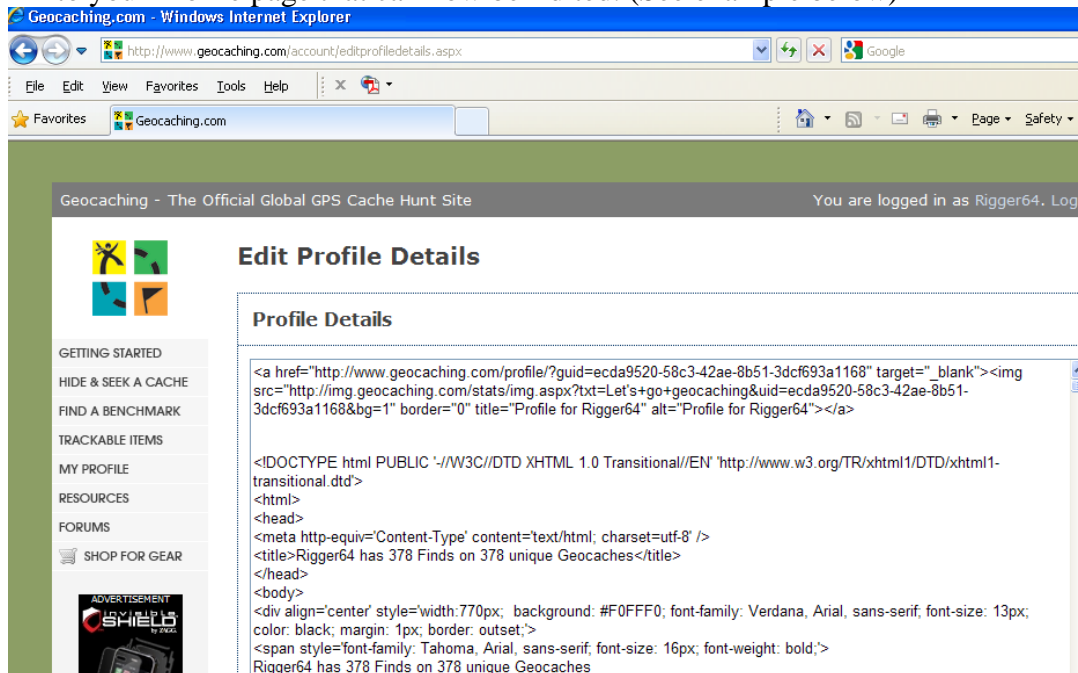 Geocaching.com - Windows Internet Explorer
http://www.geocaching.com/account/editprofiledetails.aspx
Google
File Edit View Favorites Tools Help
Favorites Geocaching.com Page Safety
Geocaching - The Official Global GPS Cache Hunt Site You are logged in as Rigger64. Log
Edit Profile Details
Profile Details
GETTING STARTED
HIDE & SEEK A CACHE
FIND A BENCHMARK
TRACKABLE ITEMS
MY PROFILE
RESOURCES
FORUMS
SHOP FOR GEAR
ADVERTISEMENT
INVISIBLE
SHIELD
by ZAGG
<a href="http://www.geocaching.com/profile/?guid=ecda9520-58c3-42ae-8b51-3dcf693a1168" target="_blank"><img
src="http://img.geocaching.com/stats/img.aspx?txt=Let's+go+geocaching&uid=ecda9520-58c3-42ae-8b51-
3dcf693a1168&bg=1" border="0" title="Profile for Rigger64" alt="Profile for Rigger64"></a>
<!DOCTYPE html PUBLIC '-//W3C//DTD XHTML 1.0 Transitional//EN' 'http://www.w3.org/TR/xhtml1/DTD/xhtml1-
transitional.dtd'>
<html>
<head>
<meta http-equiv='Content-Type' content='text/html; charset=utf-8' />
<title>Rigger64 has 378 Finds on 378 unique Geocaches</title>
</head>
<body>
<div align='center' style='width:770px;  background: #F0FFF0; font-family: Verdana, Arial, sans-serif; font-size: 13px;
color: black; margin: 1px; border: outset;'>
<span style='font-family: Tahoma, Arial, sans-serif; font-size: 16px; font-weight: bold;'>
Rigger64 has 378 Finds on 378 unique Geocaches